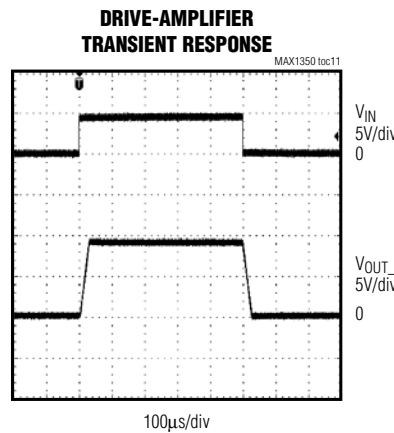 DRIVE-AMPLIFIER
TRANSIENT RESPONSE
MAX1350 toc11
VIN
5V/div
0
VOUT_
5V/div
0
100μs/div